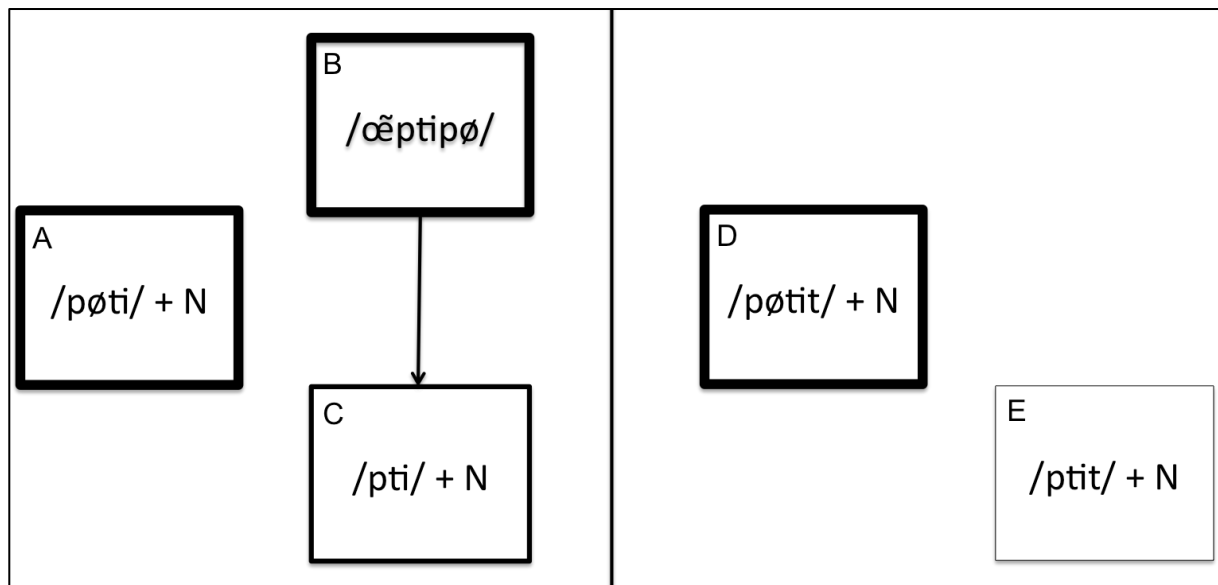 B
/œ̃ptipø/
A
/pøti/ + N
C
/pti/ + N
D
/pøtit/ + N
E
/ptit/ + N